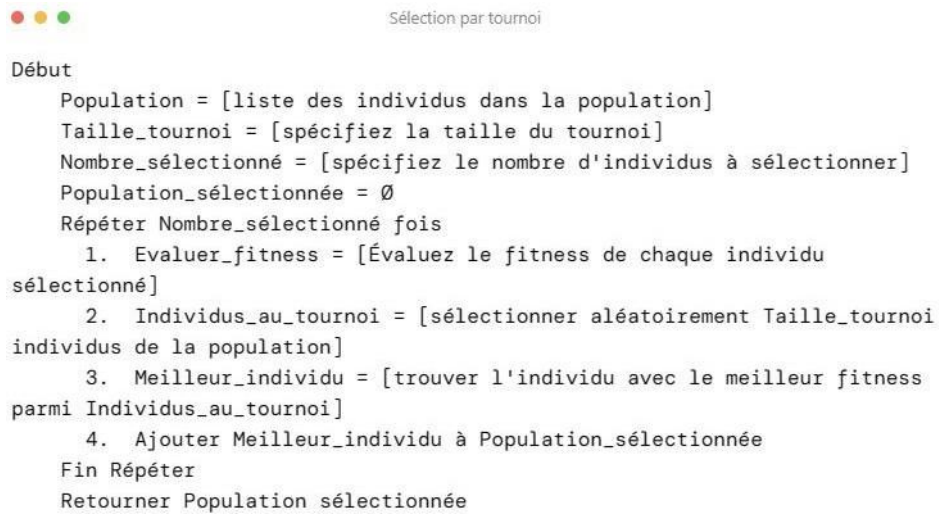 Sélection par tournoi
Début
Population = [liste des individus dans la population]
Taille_tournoi = [spécifiez la taille du tournoi]
Nombre_sélectionné = [spécifiez le nombre d'individus à sélectionner]
Population_sélectionnée = Ø
Répéter Nombre_sélectionné fois
1. Evaluer_fitness = [Évaluez le fitness de chaque individu
sélectionné]
2. Individus_au_tournoi = [sélectionner aléatoirement Taille_tournoi
individus de la population]
3. Meilleur_individu = [trouver l'individu avec le meilleur fitness
parmi Individus_au_tournoi]
4. Ajouter Meilleur_individu à Population_sélectionnée
Fin Répéter
Retourner Population sélectionnée